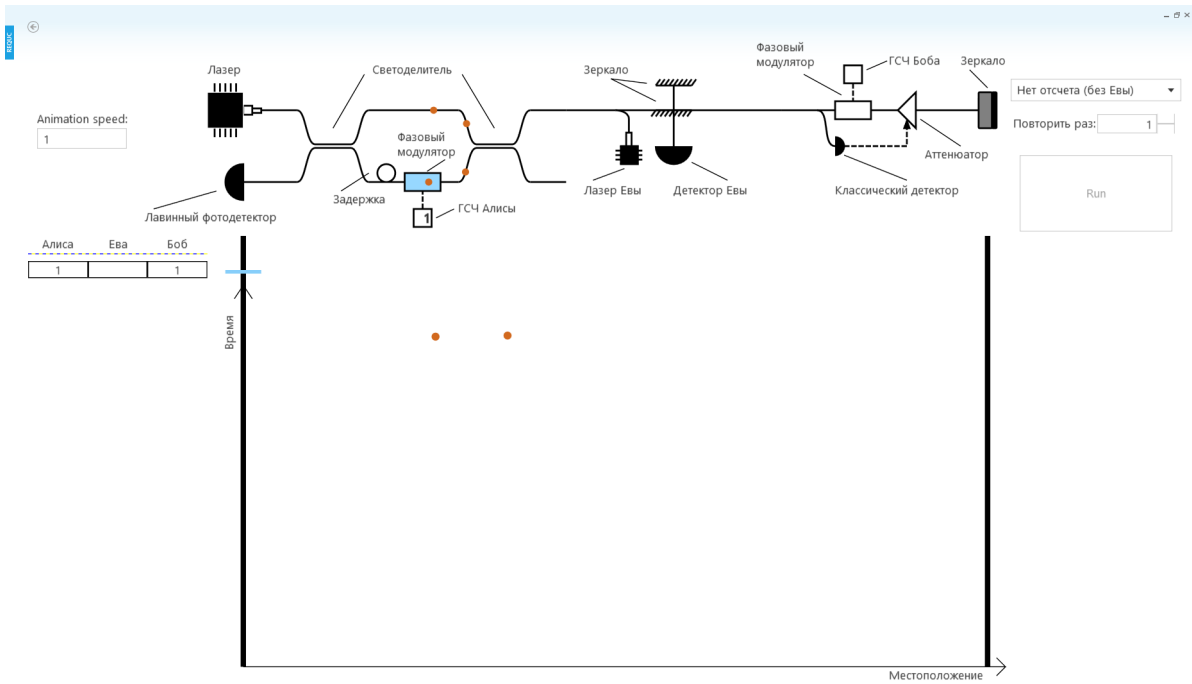 REQUC
Фазовый
модулятор
ГСЧ Боба
Зеркало
Лазер
Светоделитель
Зеркало
Нет отсчета (без Евы)
Animation speed:
1
Повторить раз:
1
Фазовый
модулятор
Аттенюатор
Задержка
Лазер Евы
Детектор Евы
Классический детектор
Run
1
ГСЧ Алисы
Лавинный фотодетектор
Алиса
Ева
Боб
1
1
Время
Местоположение